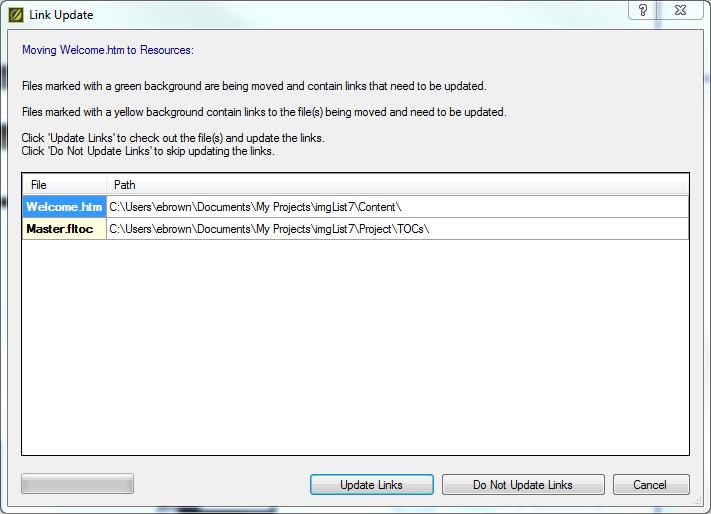 Link Update
Moving Welcome.htm to Resources:
Files marked with a green background are being moved and contain links that need to be updated.
Files marked with a yellow background contain links to the file(s) being moved and need to be updated.
Click 'Update Links' to check out the file(s) and update the links.
Click 'Do Not Update Links' to skip updating the links.
File Path
Welcome.htm C:\Users\ebrown\Documents\My Projects\imgList7\Content\
Master.fltoc C:\Users\ebrown\Documents\My Projects\imgList7\Project\TOCs\
Update Links Do Not Update Links Cancel